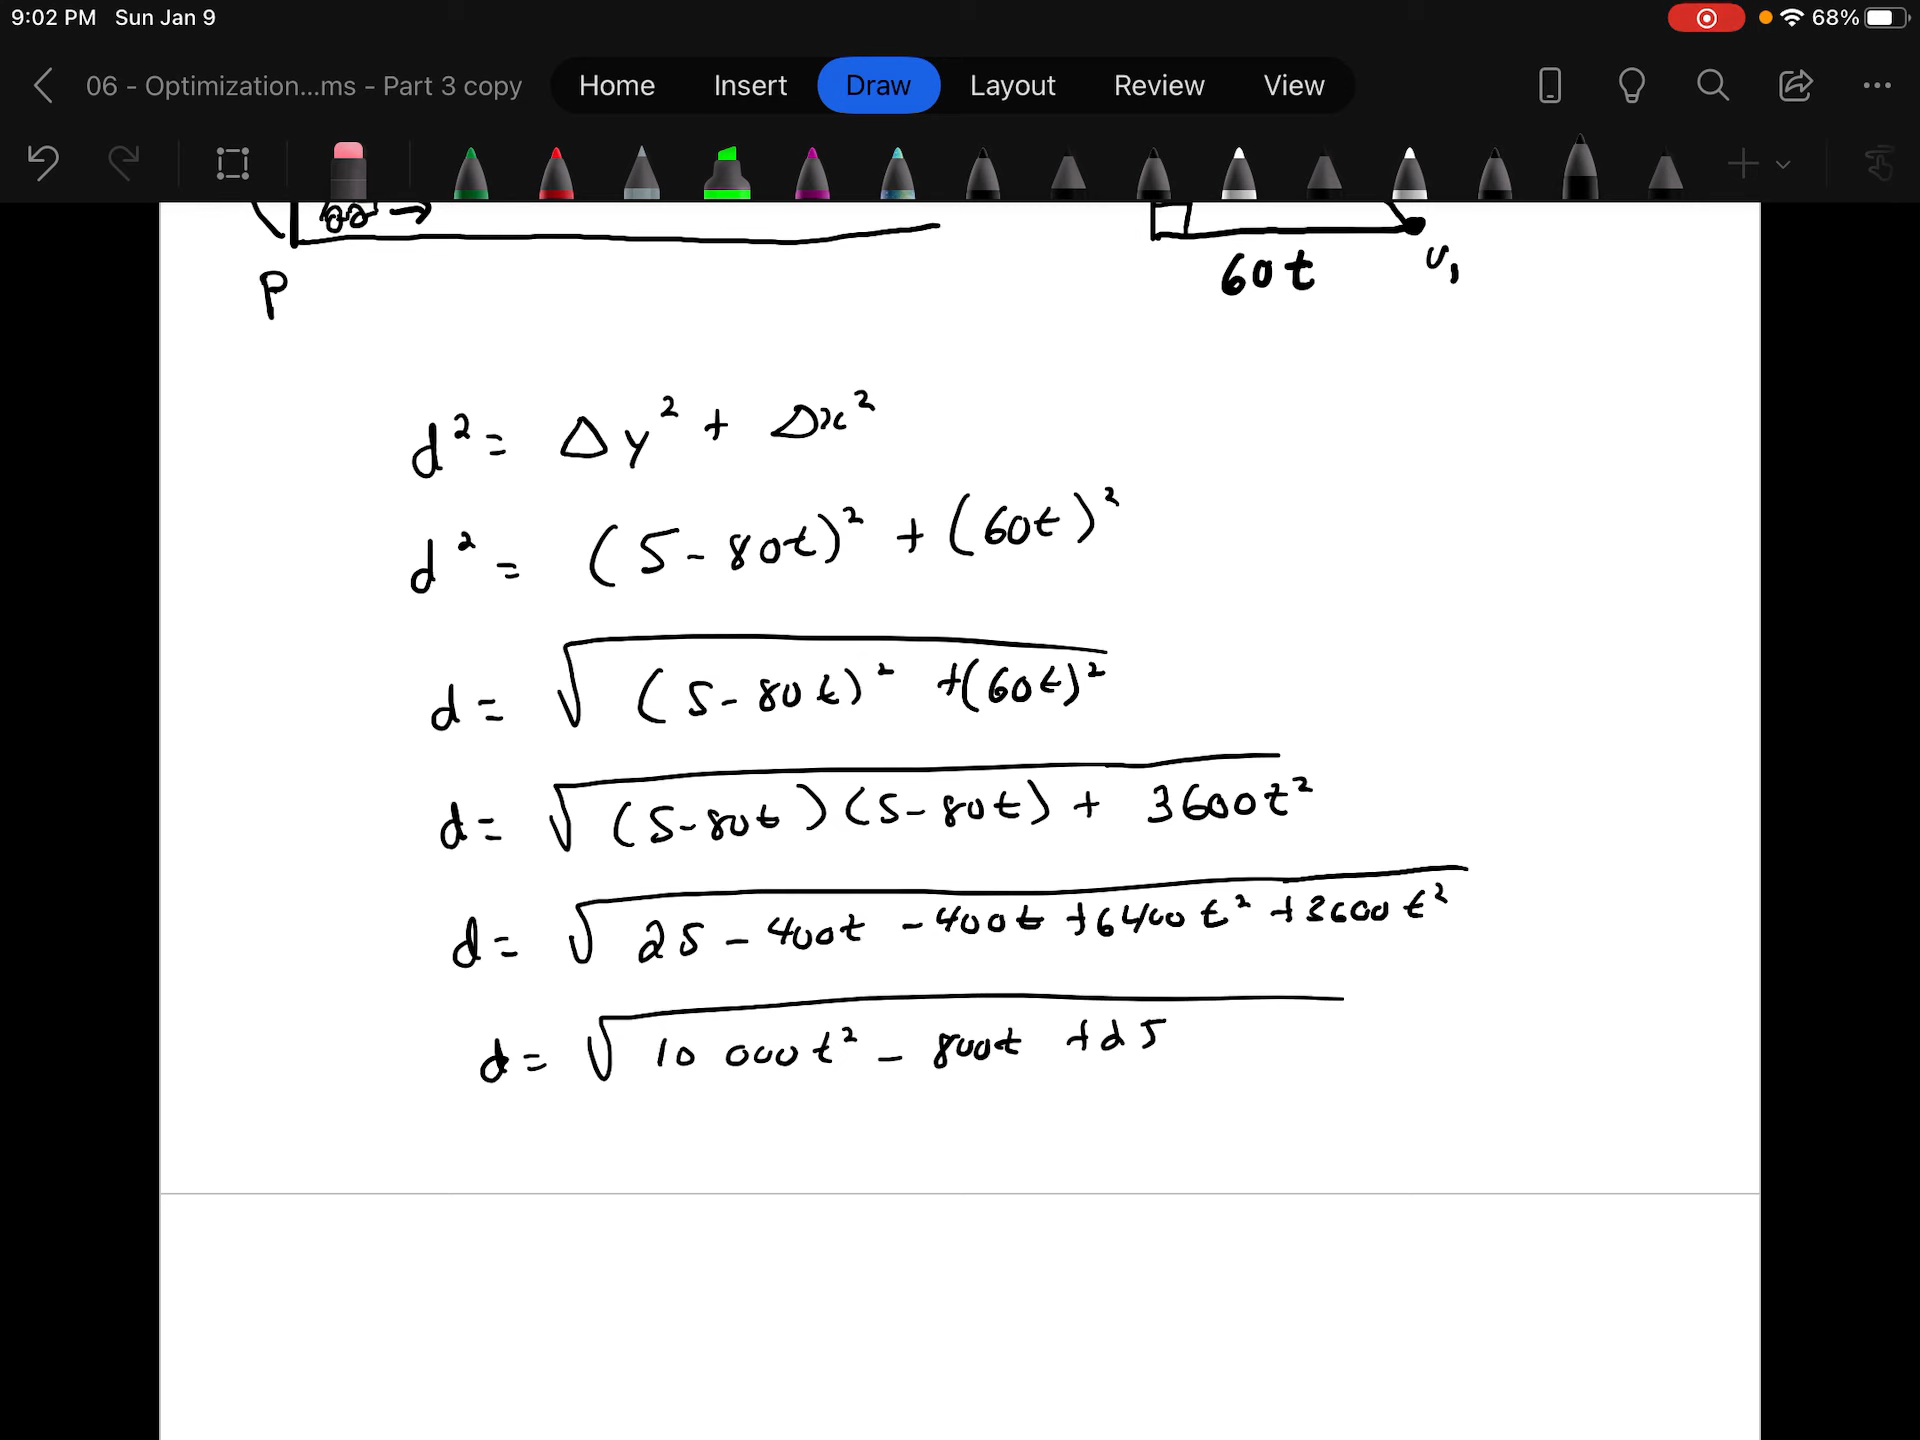 9:02 PM Sun Jan 9 68%
06 - Optimization...ms - Part 3 copy Home Insert Draw Layout Review View
P 60t v₁
d² = Δy² + Δx²
d² = (5-80t)² + (60t)²
d = √(5-80t)² +(60t)²
d = √(5-80t)(5-80t) + 3600t²
d = √25 - 400t - 400t +6400t² +3600t²
d = √10 000t² - 800t +25